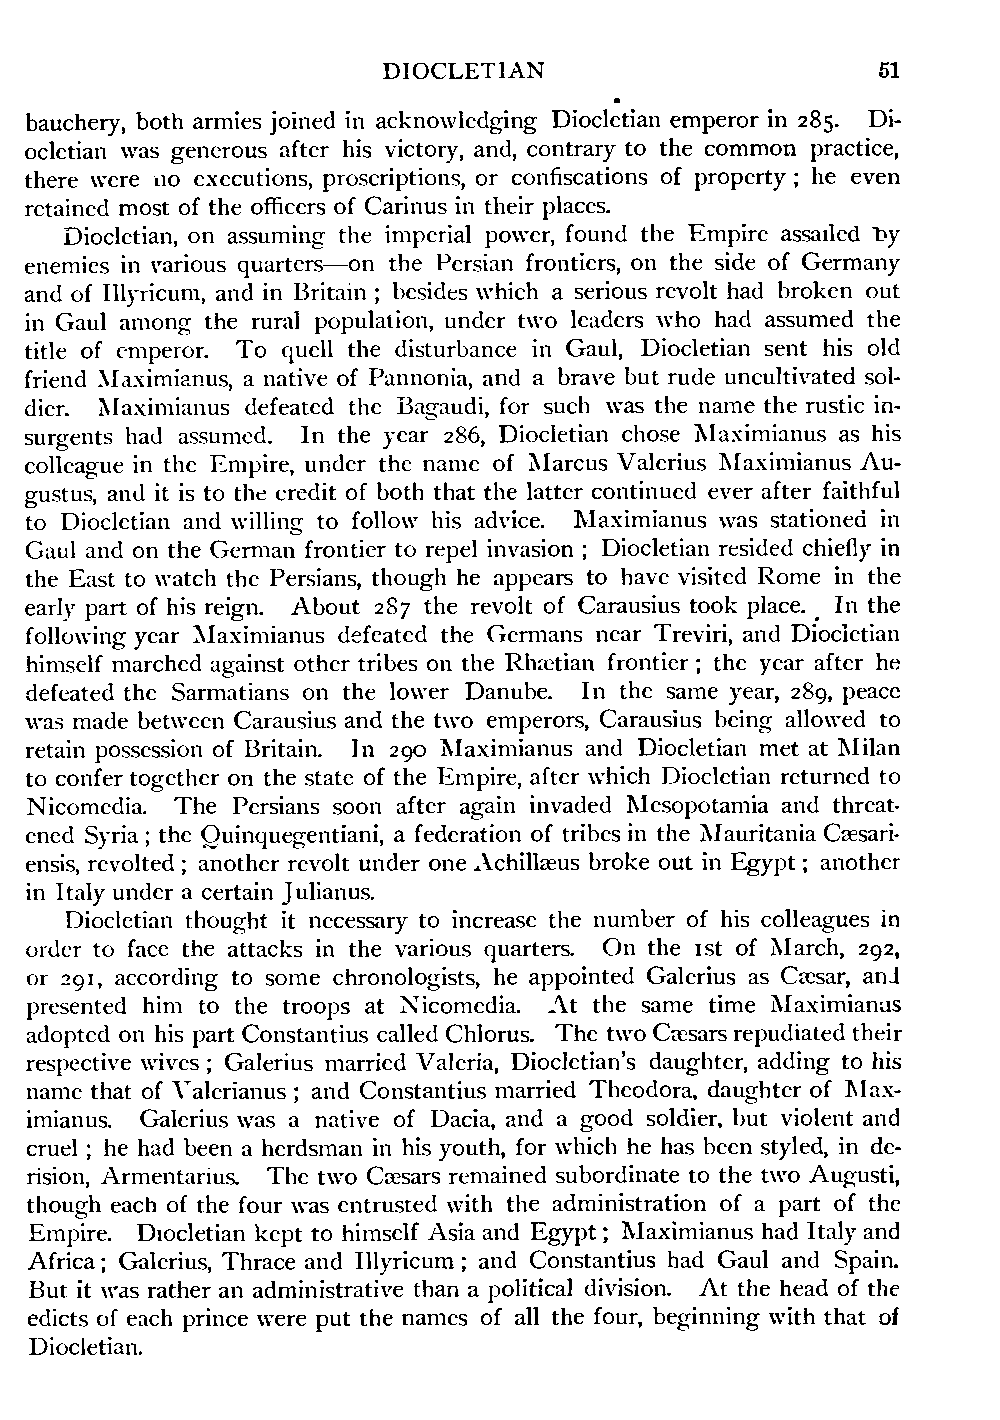 DIOCLETIAN 51
bauchery, both armies joined in acknowledging Diocletian emperor in 285. Di-
ocletian was generous after his victory, and, contrary to the common practice,
there were no executions, proscriptions, or confiscations of property; he even
retained most of the officers of Carinus in their places.
Diocletian, on assuming the imperial power, found the Empire assailed by
enemies in various quarters—on the Persian frontiers, on the side of Germany
and of Illyricum, and in Britain; besides which a serious revolt had broken out
in Gaul among the rural population, under two leaders who had assumed the
title of emperor. To quell the disturbance in Gaul, Diocletian sent his old
friend Maximianus, a native of Pannonia, and a brave but rude uncultivated sol-
dier. Maximianus defeated the Bagaudi, for such was the name the rustic in-
surgents had assumed. In the year 286, Diocletian chose Maximianus as his
colleague in the Empire, under the name of Marcus Valerius Maximianus Au-
gustus, and it is to the credit of both that the latter continued ever after faithful
to Diocletian and willing to follow his advice. Maximianus was stationed in
Gaul and on the German frontier to repel invasion; Diocletian resided chiefly in
the East to watch the Persians, though he appears to have visited Rome in the
early part of his reign. About 287 the revolt of Carausius took place. In the
following year Maximianus defeated the Germans near Treviri, and Diocletian
himself marched against other tribes on the Rhætian frontier; the year after he
defeated the Sarmatians on the lower Danube. In the same year, 289, peace
was made between Carausius and the two emperors, Carausius being allowed to
retain possession of Britain. In 290 Maximianus and Diocletian met at Milan
to confer together on the state of the Empire, after which Diocletian returned to
Nicomedia. The Persians soon after again invaded Mesopotamia and threat-
ened Syria; the Quinquegentiani, a federation of tribes in the Mauritania Cæsari-
ensis, revolted; another revolt under one Achillæus broke out in Egypt; another
in Italy under a certain Julianus.
Diocletian thought it necessary to increase the number of his colleagues in
order to face the attacks in the various quarters. On the 1st of March, 292,
or 291, according to some chronologists, he appointed Galerius as Cæsar, and
presented him to the troops at Nicomedia. At the same time Maximianus
adopted on his part Constantius called Chlorus. The two Cæsars repudiated their
respective wives; Galerius married Valeria, Diocletian's daughter, adding to his
name that of Valerianus; and Constantius married Theodora, daughter of Max-
imianus. Galerius was a native of Dacia, and a good soldier, but violent and
cruel; he had been a herdsman in his youth, for which he has been styled, in de-
rision, Armentarius. The two Cæsars remained subordinate to the two Augusti,
though each of the four was entrusted with the administration of a part of the
Empire. Diocletian kept to himself Asia and Egypt; Maximianus had Italy and
Africa; Galerius, Thrace and Illyricum; and Constantius had Gaul and Spain.
But it was rather an administrative than a political division. At the head of the
edicts of each prince were put the names of all the four, beginning with that of
Diocletian.